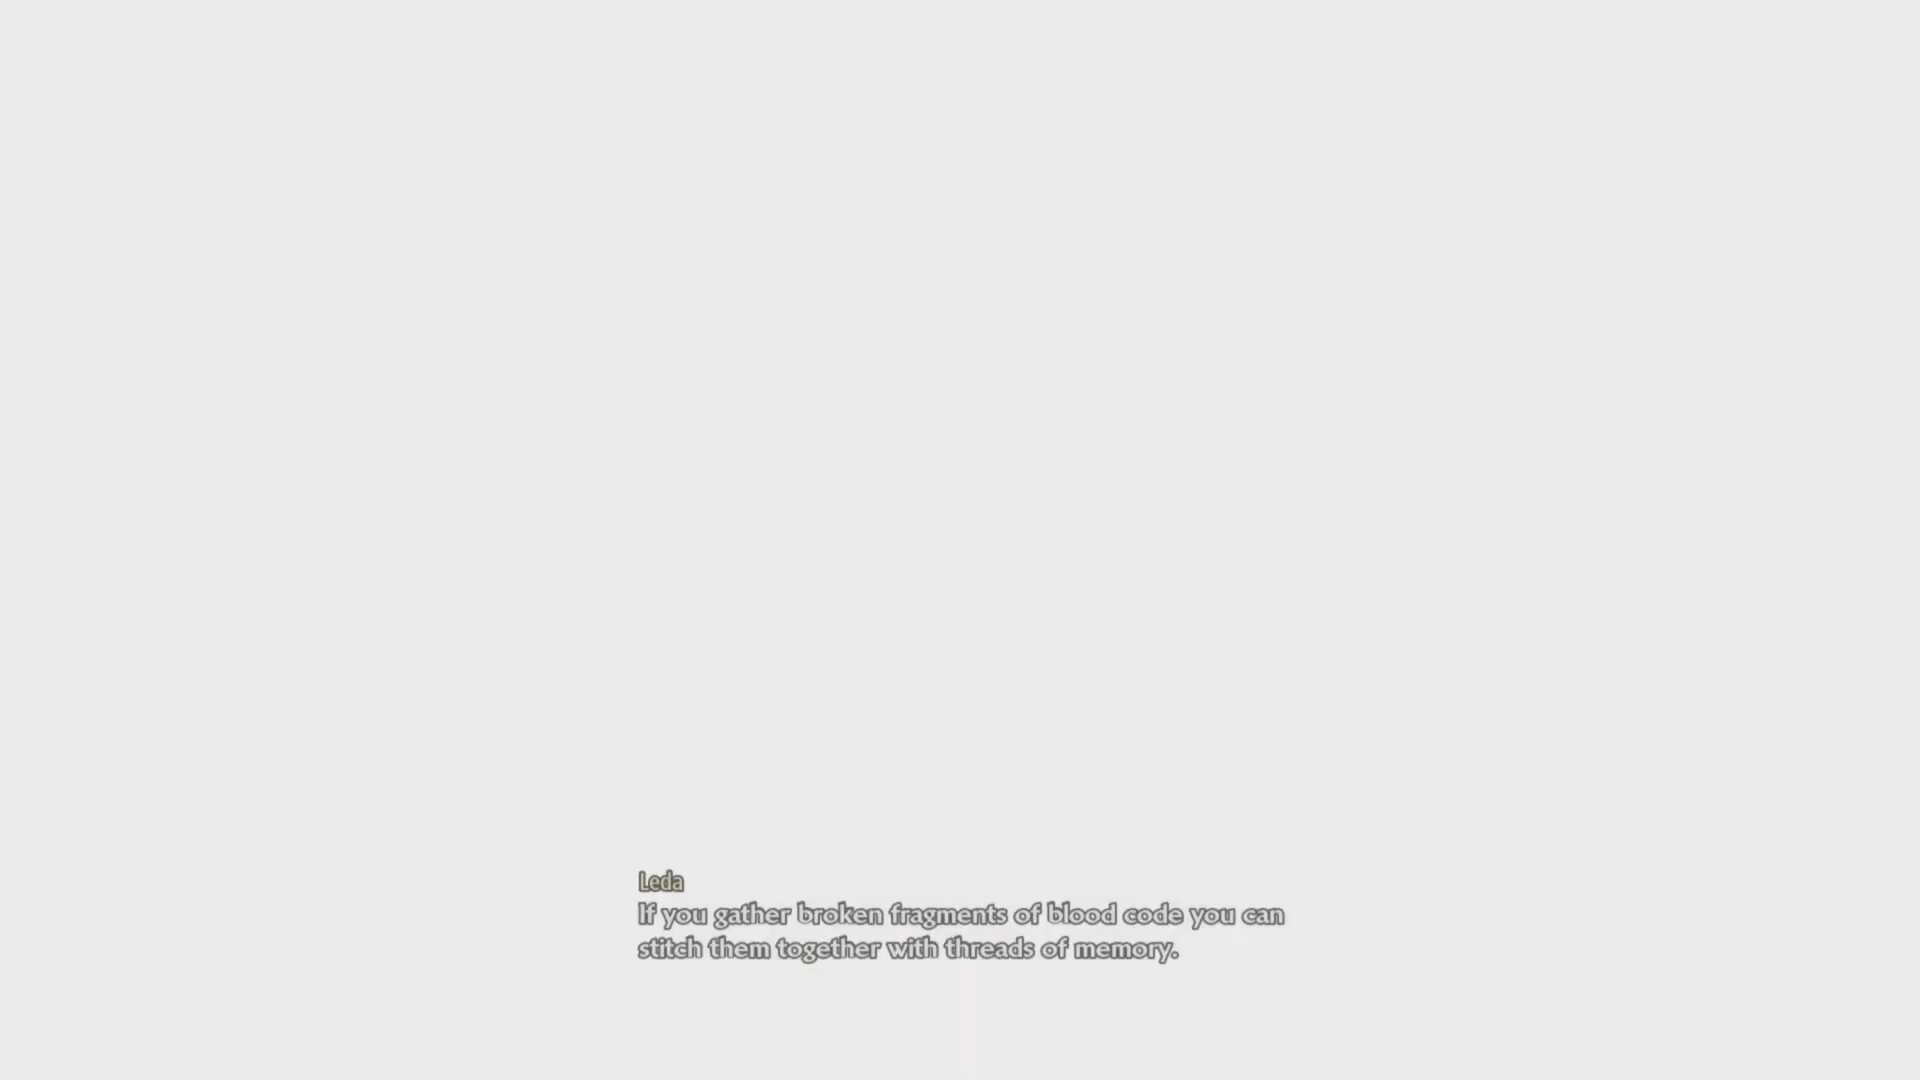 Leda
If you gather broken fragments of blood code you can
stitch them together with threads of memory.